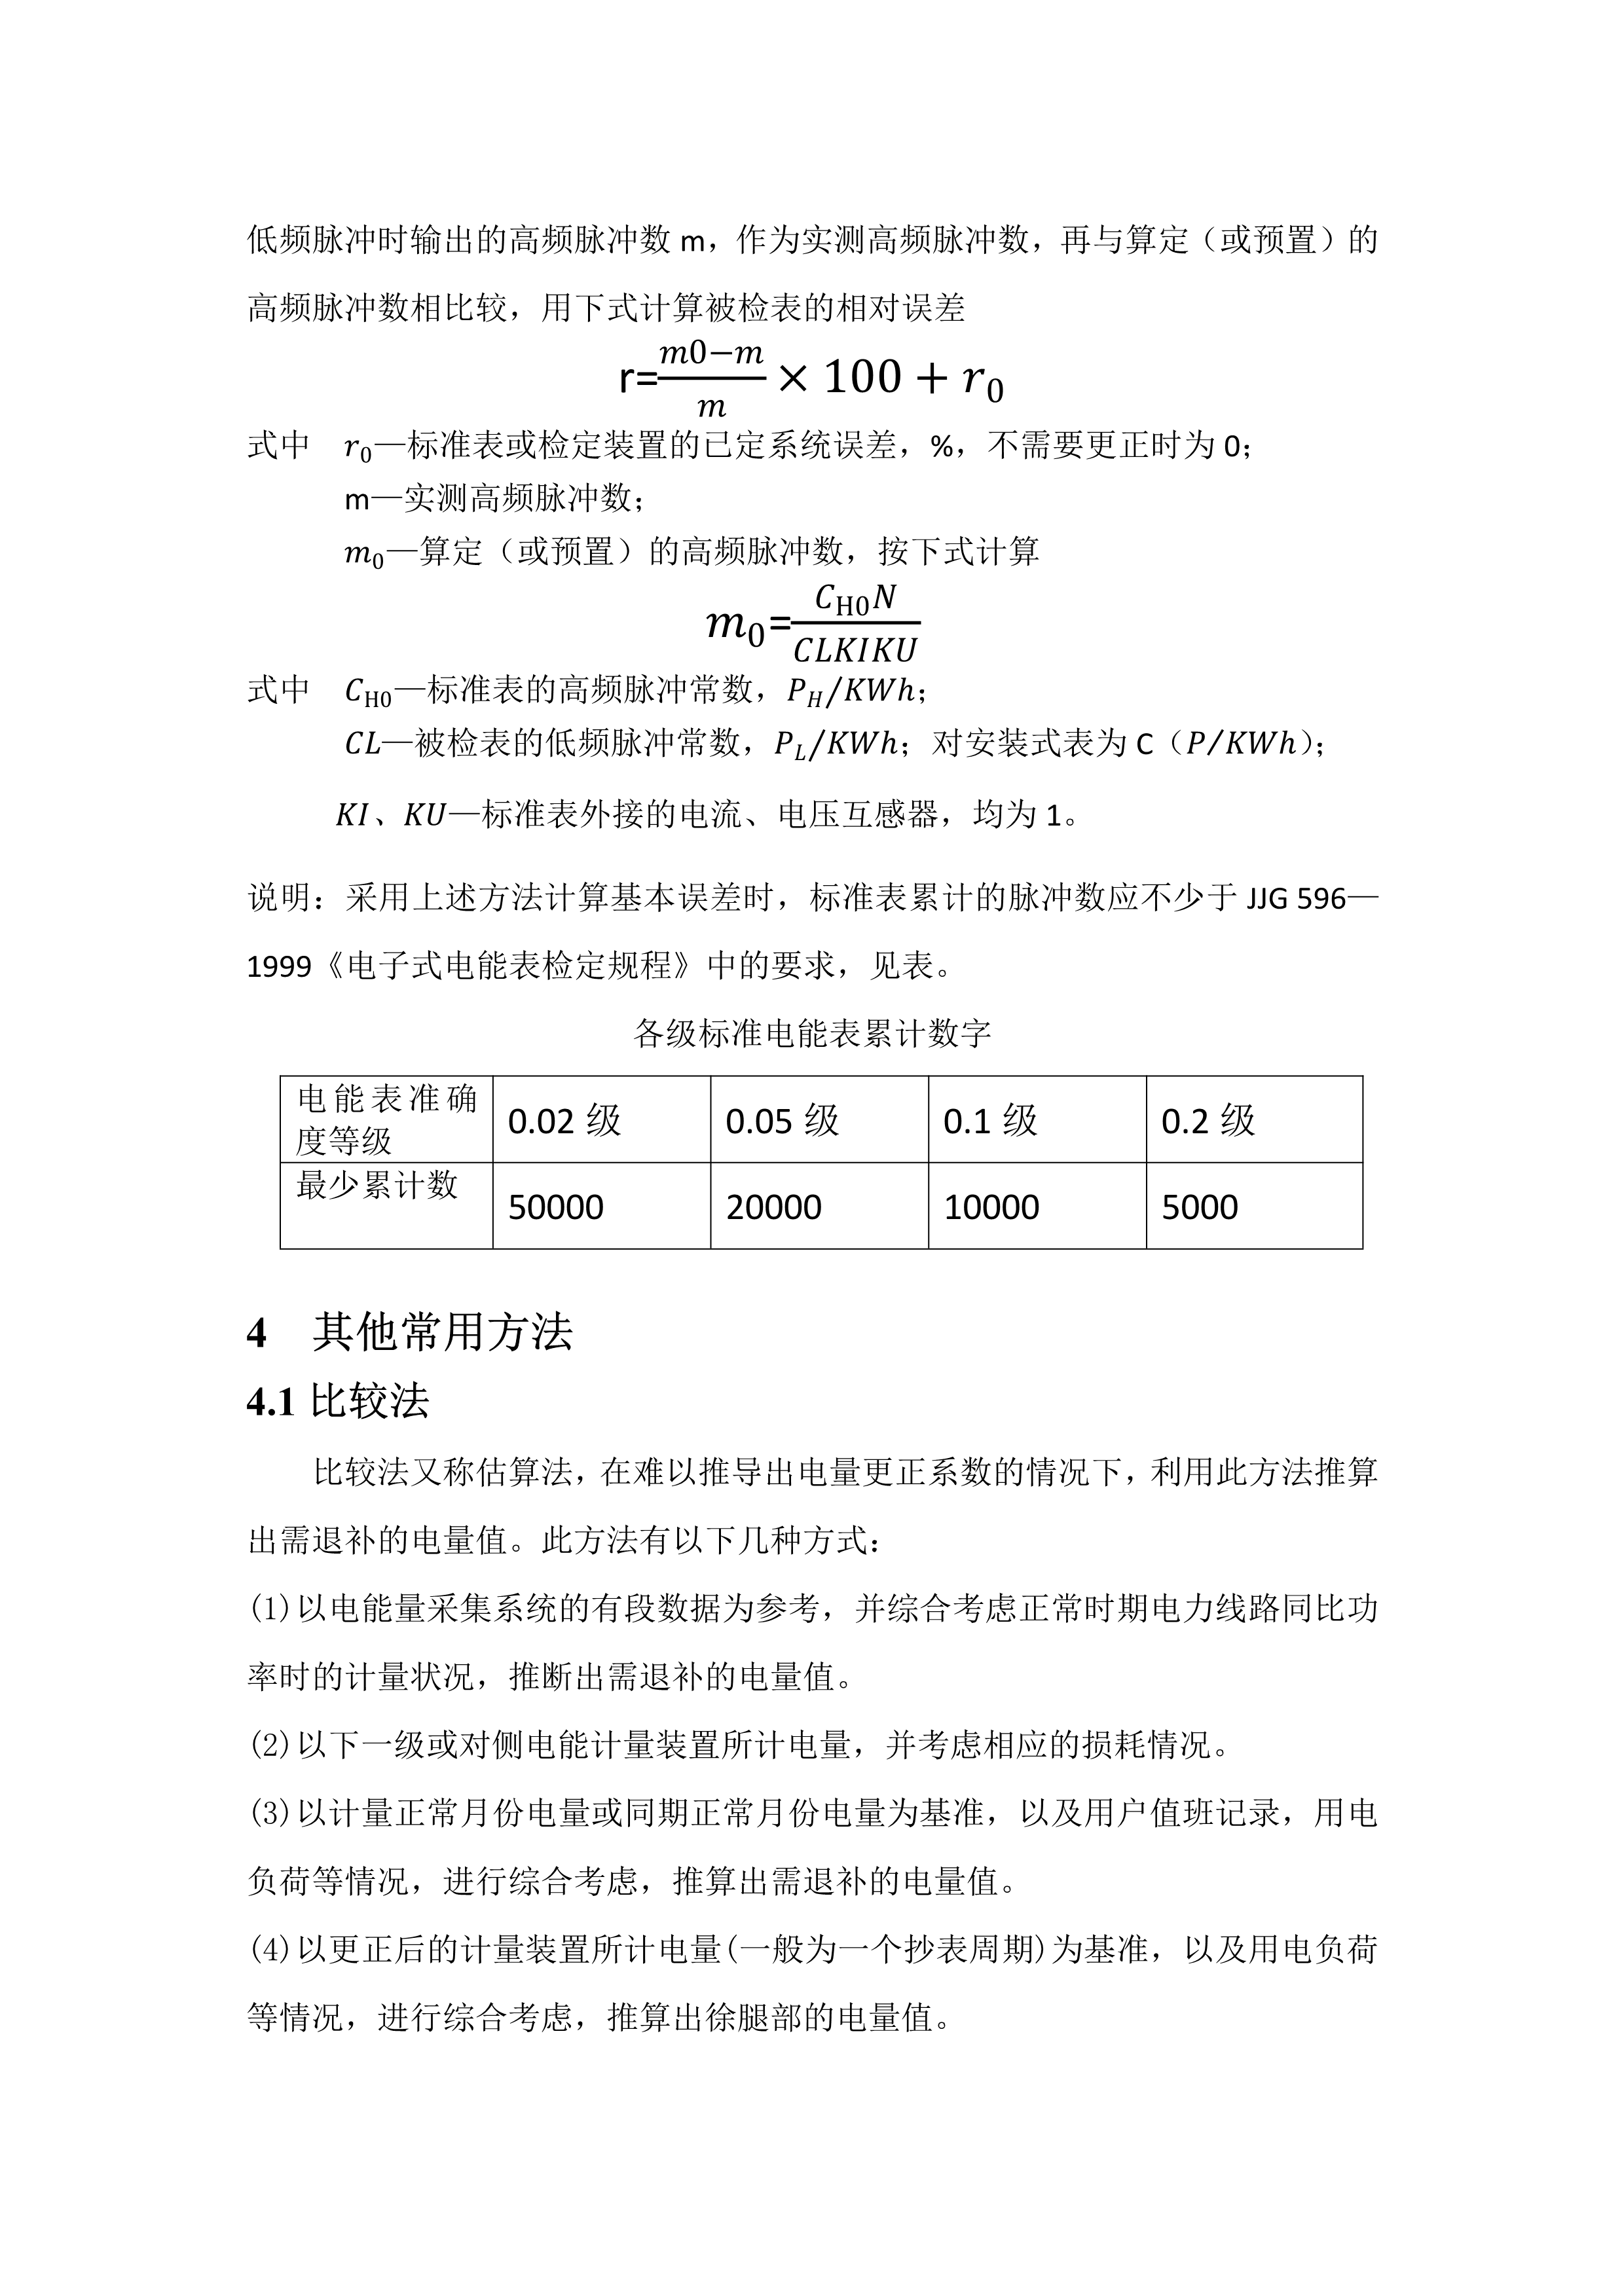 低频脉冲时输出的高频脉冲数 m，作为实测高频脉冲数，再与算定（或预置）的
高频脉冲数相比较，用下式计算被检表的相对误差
r=\frac{m0-m}{m} × 100 + r_0
式中 r_0—标准表或检定装置的已定系统误差，%，不需要更正时为 0；
m—实测高频脉冲数；
m_0—算定（或预置）的高频脉冲数，按下式计算
m_0=\frac{C_{H0}N}{CLKIKU}
式中 C_{H0}—标准表的高频脉冲常数，P_H/KWh；
CL—被检表的低频脉冲常数，P_L/KWh；对安装式表为 C（P/KWh）；
KI、KU—标准表外接的电流、电压互感器，均为 1。
说明：采用上述方法计算基本误差时，标准表累计的脉冲数应不少于 JJG 596—
1999《电子式电能表检定规程》中的要求，见表。
各级标准电能表累计数字
电能表准确度等级 0.02 级 0.05 级 0.1 级 0.2 级
最少累计数 50000 20000 10000 5000
4 其他常用方法
4.1 比较法
比较法又称估算法，在难以推导出电量更正系数的情况下，利用此方法推算
出需退补的电量值。此方法有以下几种方式：
(1)以电能量采集系统的有段数据为参考，并综合考虑正常时期电力线路同比功
率时的计量状况，推断出需退补的电量值。
(2)以下一级或对侧电能计量装置所计电量，并考虑相应的损耗情况。
(3)以计量正常月份电量或同期正常月份电量为基准，以及用户值班记录，用电
负荷等情况，进行综合考虑，推算出需退补的电量值。
(4)以更正后的计量装置所计电量(一般为一个抄表周期)为基准，以及用电负荷
等情况，进行综合考虑，推算出徐腿部的电量值。